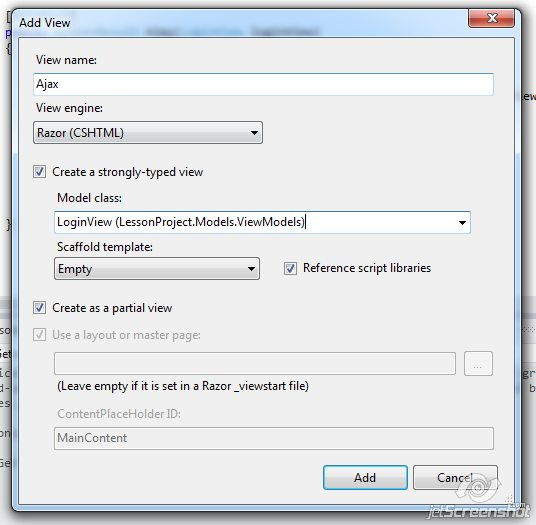 Add View
View name:
Ajax
View engine:
Razor (CSHTML)
Create a strongly-typed view
Model class:
LoginView (LessonProject.Models.ViewModels)
Scaffold template:
Empty
Reference script libraries
Create as a partial view
Use a layout or master page:
...
(Leave empty if it is set in a Razor _viewstart file)
ContentPlaceHolder ID:
MainContent
Add
Cancel
jetScreenshot